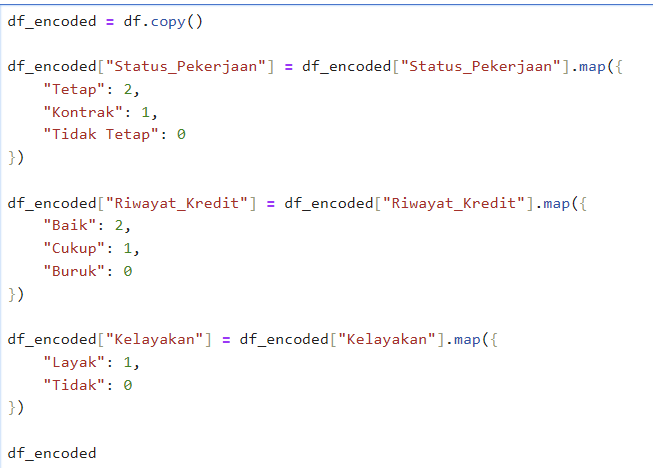 df_encoded = df.copy()
df_encoded["Status_Pekerjaan"] = df_encoded["Status_Pekerjaan"].map({
    "Tetap": 2,
    "Kontrak": 1,
    "Tidak Tetap": 0
})
df_encoded["Riwayat_Kredit"] = df_encoded["Riwayat_Kredit"].map({
    "Baik": 2,
    "Cukup": 1,
    "Buruk": 0
})
df_encoded["Kelayakan"] = df_encoded["Kelayakan"].map({
    "Layak": 1,
    "Tidak": 0
})
df_encoded